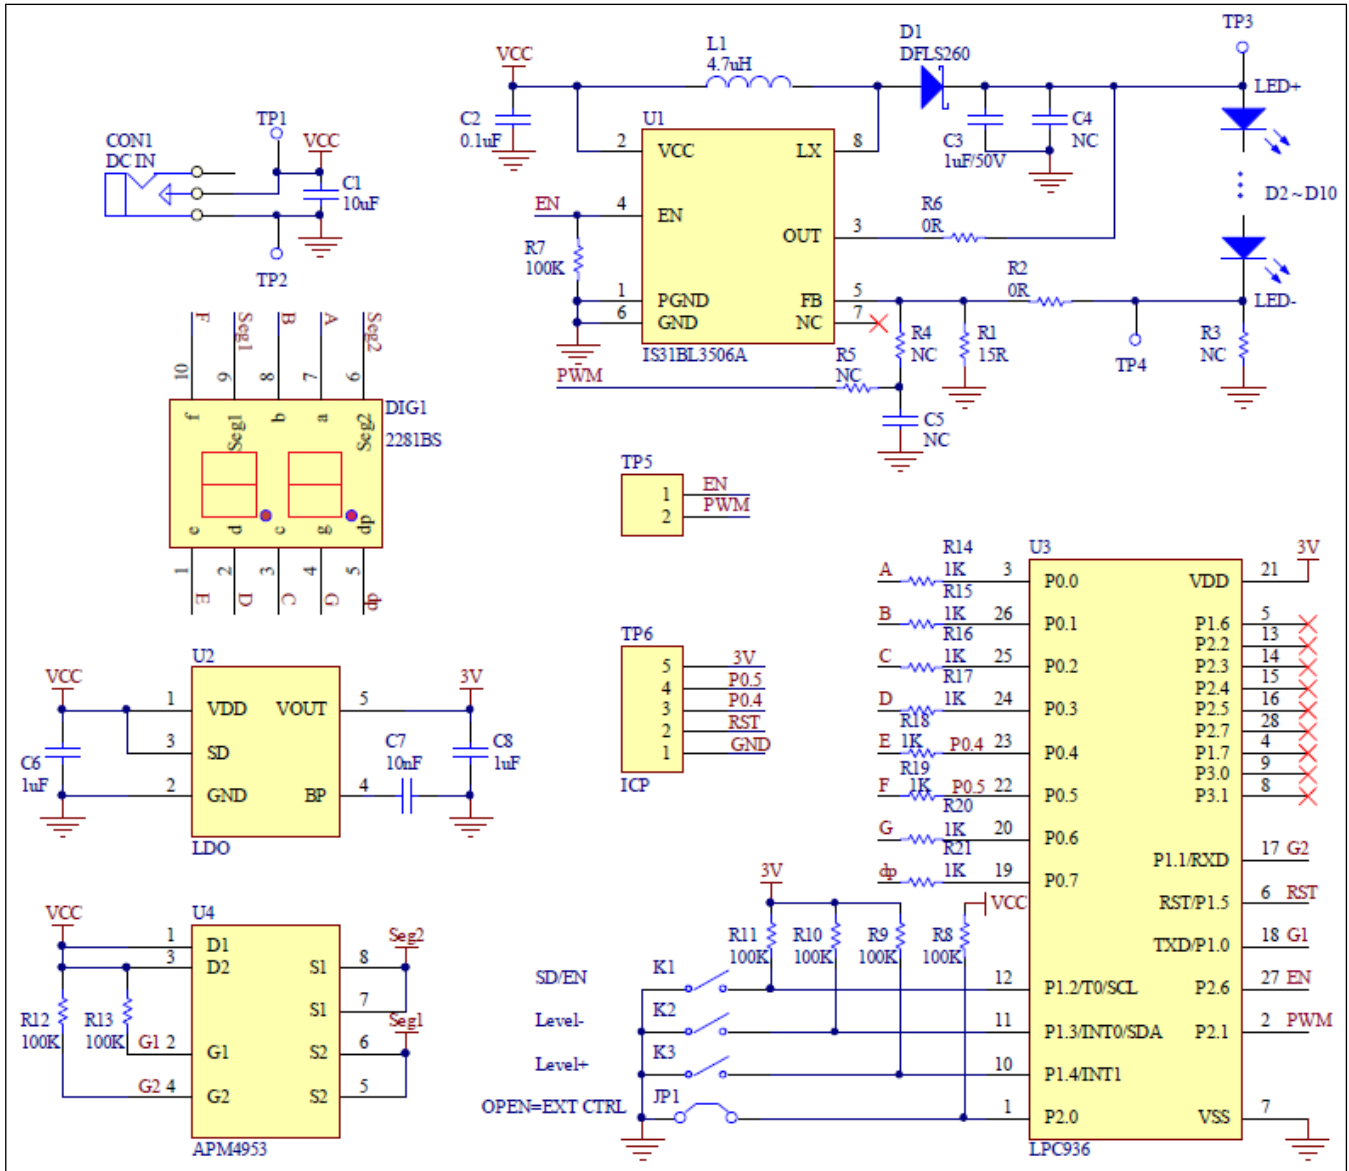 TP3
D1
DFLS260
L1
4.7uH
VCC
LED+
C2
0.1uF
U1
C3
1uF/50V
C4
NC
TP1
CON1
DC IN
VCC
C1
10uF
TP2
2 VCC LX 8
EN 4 EN
OUT 3
R6
0R
D2~D10
R7
100K
R2
0R
1 PGND FB 5
6 GND NC 7
LED-
IS31BL3506A
R4
NC
R1
15R
TP4
R3
NC
R5
NC
PWM
C5
NC
F Seg1 B A Seg2
10 9 8 7 6
f Seg1 b a Seg2
DIG1
2281BS
e d c g dp
1 2 3 4 5
E D C G dp
TP5
1 EN
2 PWM
TP6
5 3V
4 P0.5
3 P0.4
2 RST
1 GND
ICP
U2
VCC
3V
1 VDD VOUT 5
3 SD
2 GND BP 4
C6
1uF
C7
10nF
C8
1uF
LDO
VCC
U4
1 D1
3 D2 S1 8
S1 7
G1 2 G1 S2 6
G2 4 G2 S2 5
Seg2
Seg1
R12
100K
R13
100K
APM4953
U3
3V
R14
A 1K 3 P0.0 VDD 21
R15
B 1K 26 P0.1 P1.6 5
P2.2 13
R16
C 1K 25 P0.2 P2.3 14
P2.4 15
R17
D 1K 24 P0.3 P2.5 16
P2.7 28
R18
E 1K P0.4 23 P0.4 P1.7 4
P3.0 9
R19
F 1K P0.5 22 P0.5 P3.1 8
R20
G 1K 20 P0.6
P1.1/RXD 17 G2
R21
dp 1K 19 P0.7
3V
VCC
RST/P1.5 6 RST
R11
100K
R10
100K
R9
100K
R8
100K
TXD/P1.0 18 G1
SD/EN K1 12 P1.2/T0/SCL P2.6 27 EN
Level- K2 11 P1.3/INT0/SDA P2.1 2 PWM
Level+ K3 10 P1.4/INT1
OPEN=EXT CTRL JP1 1 P2.0 VSS 7
LPC936